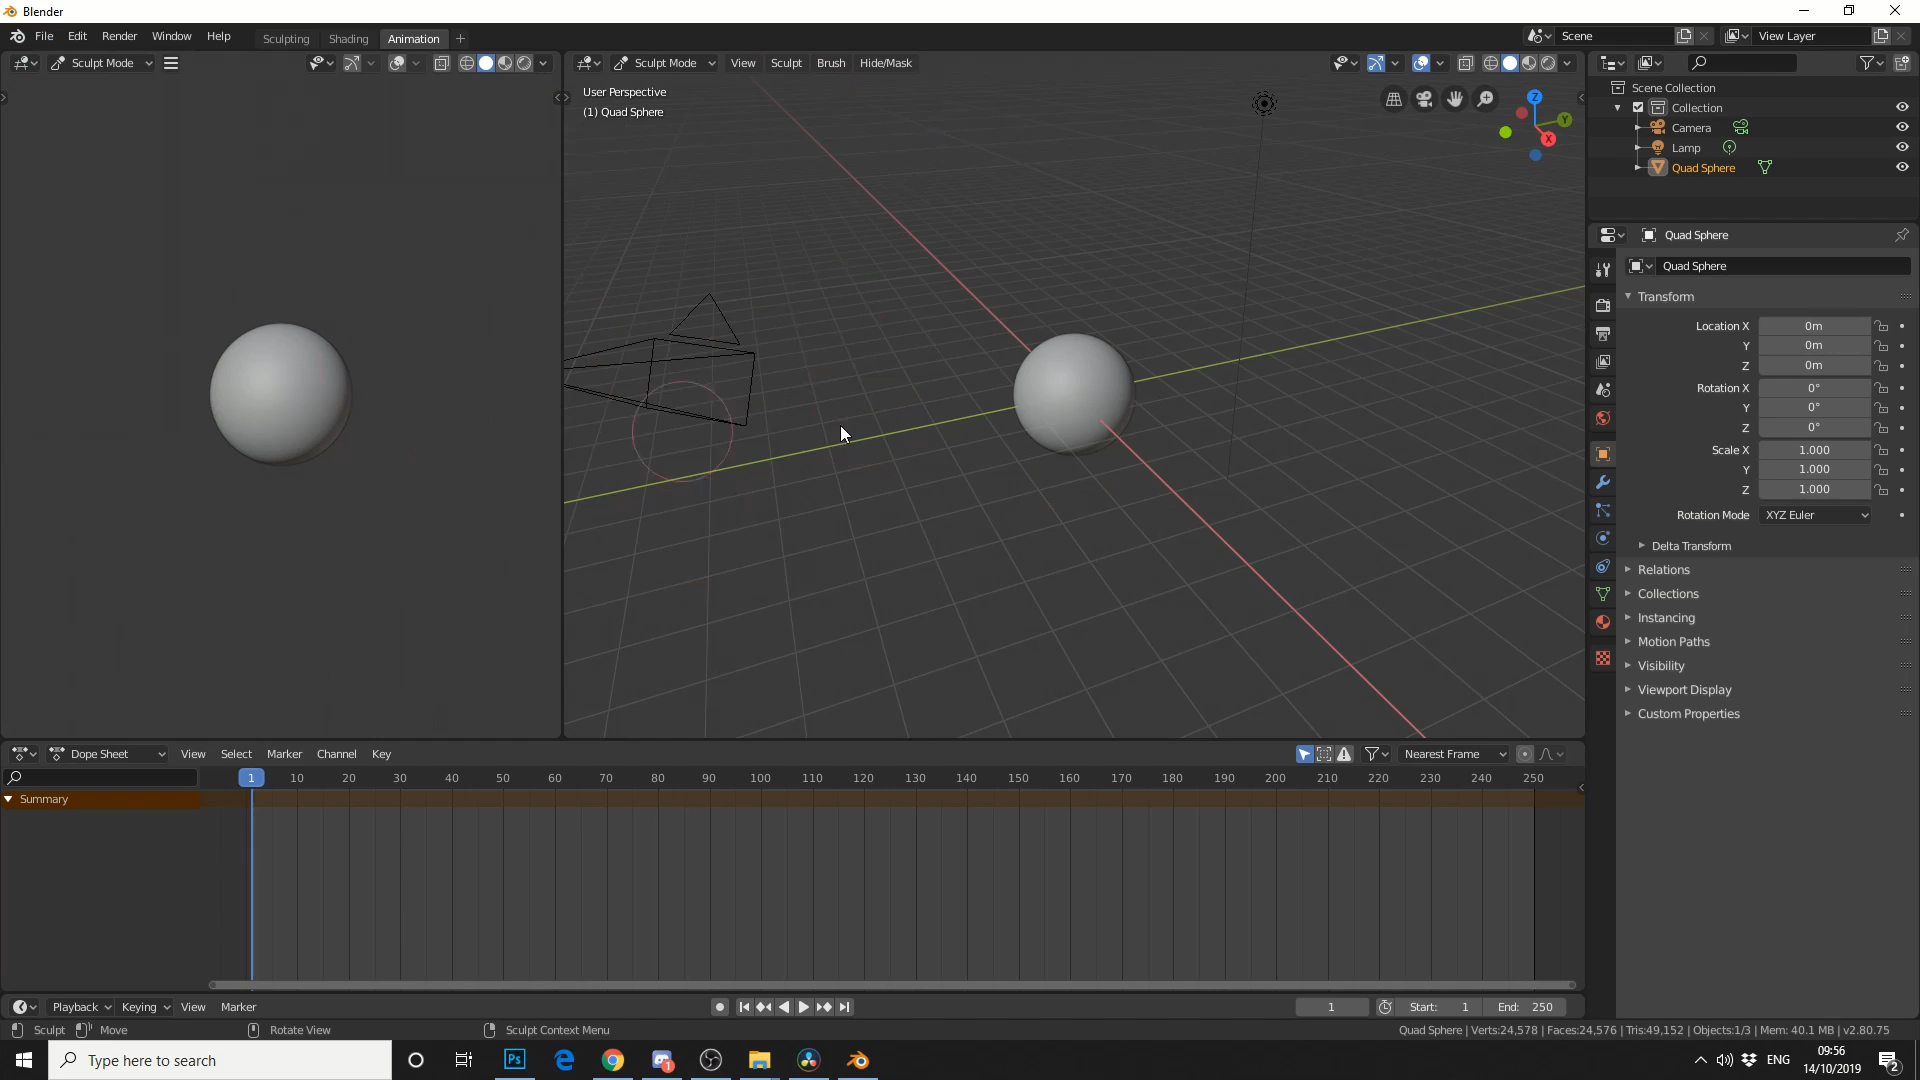 Blender
File Edit Render Window Help Sculpting Shading Animation + Scene View Layer
Sculpt Mode
Sculpt Mode View Sculpt Brush Hide/Mask
User Perspective
(1) Quad Sphere
Z
Y
X
Scene Collection
Collection
Camera
Lamp
Quad Sphere
Quad Sphere
Quad Sphere
Transform
Location X 0m
Y 0m
Z 0m
Rotation X 0°
Y 0°
Z 0°
Scale X 1.000
Y 1.000
Z 1.000
Rotation Mode XYZ Euler
Delta Transform
Relations
Collections
Instancing
Motion Paths
Visibility
Viewport Display
Custom Properties
Dope Sheet View Select Marker Channel Key Nearest Frame
1 10 20 30 40 50 60 70 80 90 100 110 120 130 140 150 160 170 180 190 200 210 220 230 240 250
Summary
Playback Keying View Marker 1 Start: 1 End: 250
Sculpt Move Rotate View Sculpt Context Menu Quad Sphere | Verts:24,578 | Faces:24,576 | Tris:49,152 | Objects:1/3 | Mem: 40.1 MB | v2.80.75
Type here to search Ps 1 ENG 09:56
14/10/2019 2